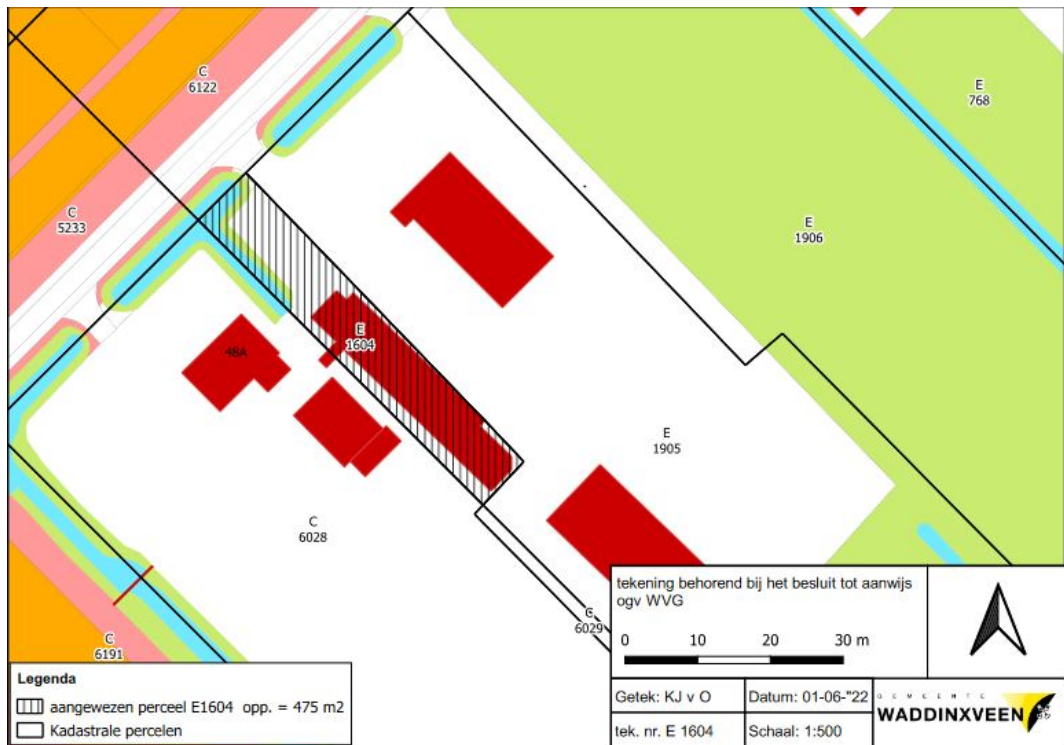 C
6122
E
768
C
5233
E
1906
E
1604
48A
E
1905
C
6028
C
6029
C
6191
tekening behorend bij het besluit tot aanwijs
ogv WVG
0 10 20 30 m
Legenda
aangewezen perceel E1604 opp. = 475 m2
Kadastrale percelen
Getek: KJ v O
Datum: 01-06-"22
tek. nr. E 1604
Schaal: 1:500
GEMEENTE
WADDINXVEEN